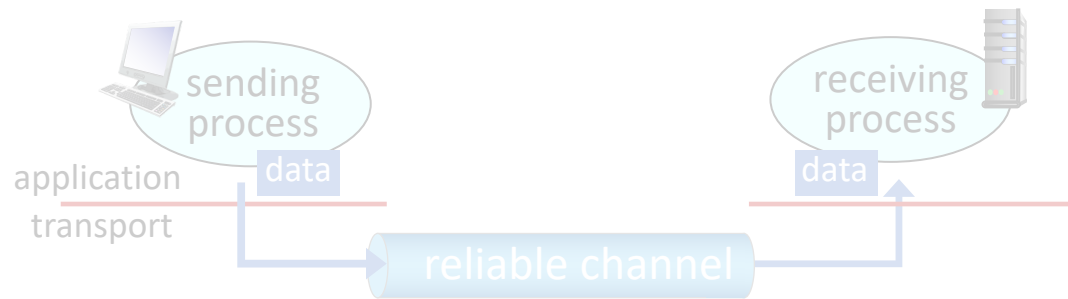 sending
process
receiving
process
data
data
application
transport
reliable channel